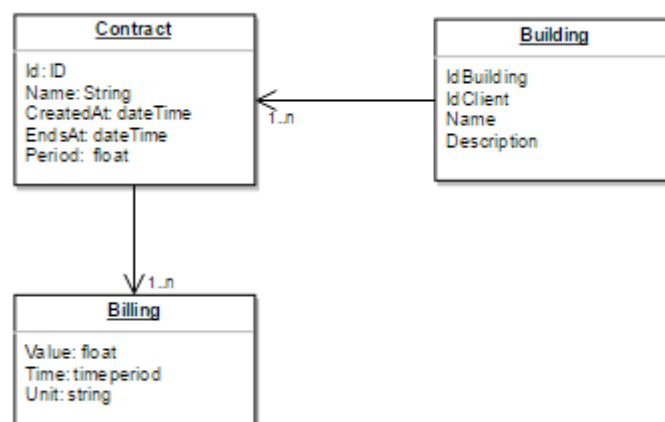 Contract
Id: ID
Name: String
CreatedAt: dateTime
EndsAt: dateTime
Period: float
Building
IdBuilding
IdClient
Name
Description
1..n
1..n
Billing
Value: float
Time: timeperiod
Unit: string